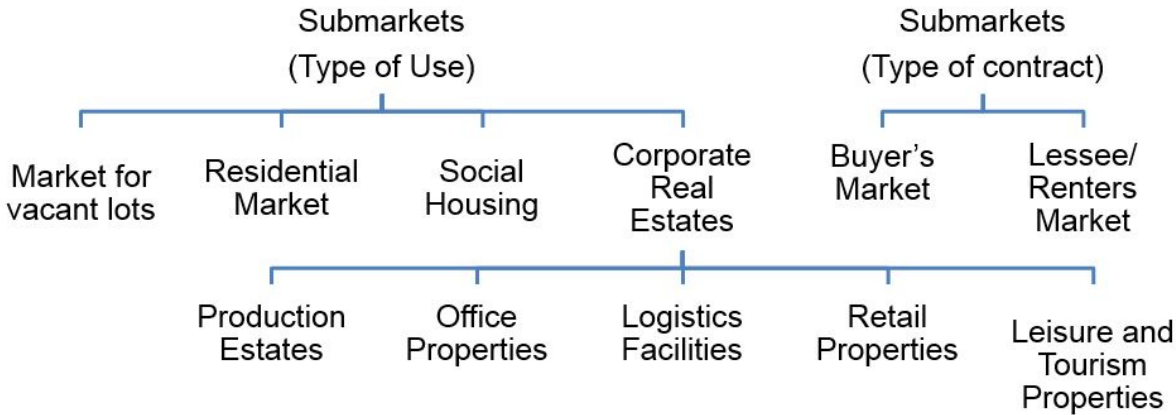 Submarkets
(Type of Use)
Submarkets
(Type of contract)
Market for
vacant lots
Residential
Market
Social
Housing
Corporate
Real
Estates
Buyer's
Market
Lessee/
Renters
Market
Production
Estates
Office
Properties
Logistics
Facilities
Retail
Properties
Leisure and
Tourism
Properties